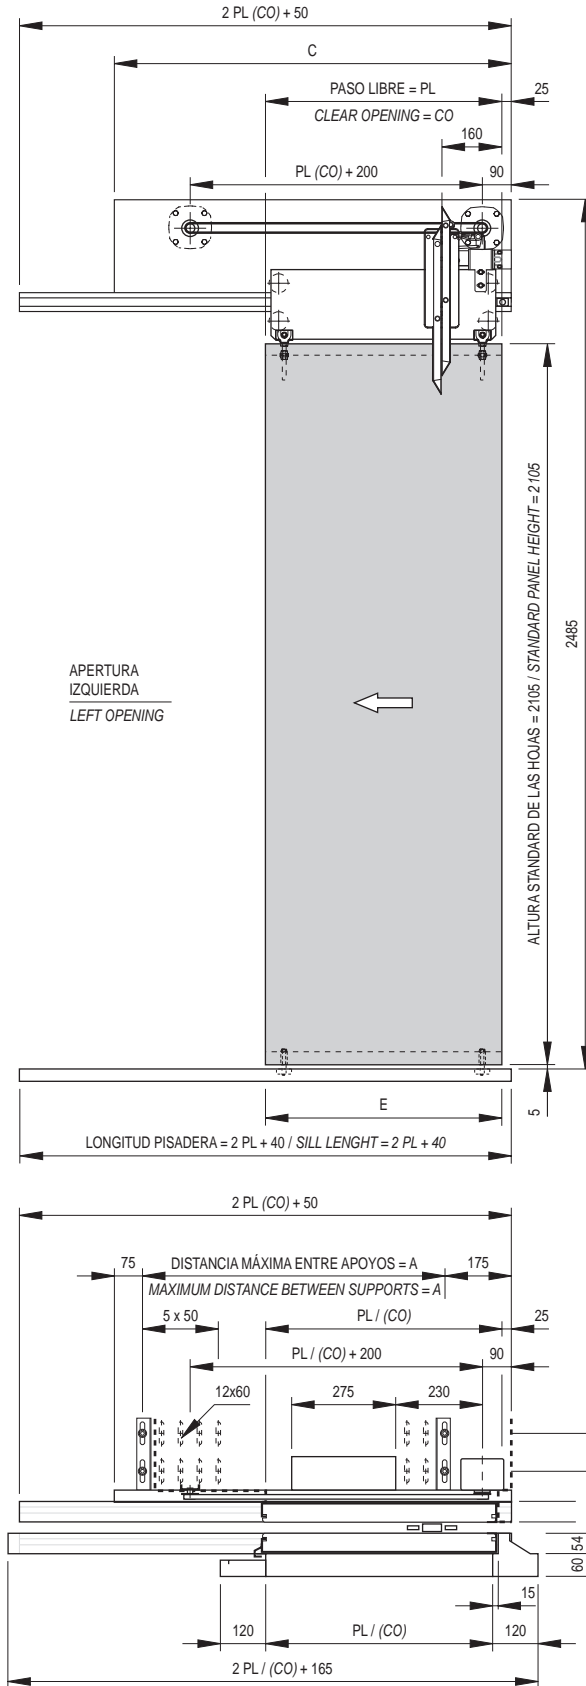 2 PL (CO) + 50
C
PASO LIBRE = PL
25
CLEAR OPENING = CO
160
PL (CO) + 200
90
ALTURA STANDARD DE LAS HOJAS = 2105 / STANDARD PANEL HEIGHT = 2105
2485
APERTURA
IZQUIERDA
LEFT OPENING
E
5
LONGITUD PISADERA = 2 PL + 40 / SILL LENGHT = 2 PL + 40
2 PL (CO) + 50
75
DISTANCIA MÁXIMA ENTRE APOYOS = A
175
MAXIMUM DISTANCE BETWEEN SUPPORTS = A
5 x 50
PL / (CO)
25
PL / (CO) + 200
90
12x60
275
230
54
60
15
120
PL / (CO)
120
2 PL / (CO) + 165